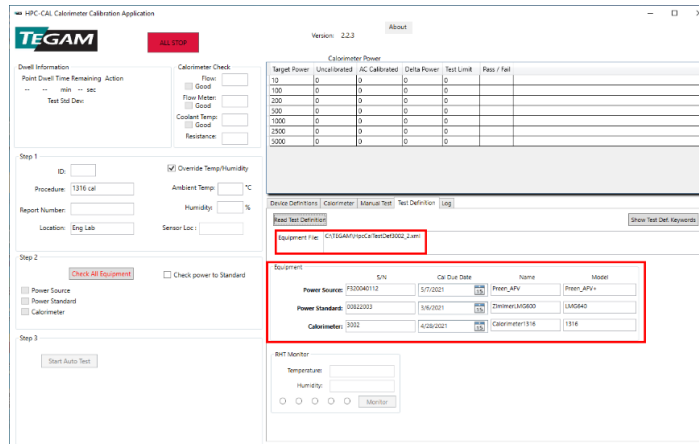 HPC-CAL Calorimeter Calibration Application
TEGAM
ALL STOP
Version: 2.2.3
About
Dwell Information
Point Dwell Time Remaining Action
-- -- min -- sec
Test Std Dev:
Calorimeter Check
Flow:
Good
Flow Meter:
Good
Coolant Temp:
Good
Resistance:
Calorimeter Power
Target Power Uncalibrated AC Calibrated Delta Power Test Limit Pass / Fail
10 0 0 0 0
100 0 0 0 0
200 0 0 0 0
500 0 0 0 0
1000 0 0 0 0
2500 0 0 0 0
5000 0 0 0 0
Step 1
ID:
Override Temp/Humidity
Procedure: 1316 cal
Ambient Temp: °C
Report Number:
Humidity: %
Location: Eng Lab
Sensor Loc :
Device Definitions Calorimeter Manual Test Test Definition Log
Read Test Definition
Show Test Def. Keywords
Equipment File: C:\TEGAM\HpcCalTestDef3002_2.xml
Step 2
Check All Equipment
Check power to Standard
Power Source
Power Standard
Calorimeter
Equipment
S/N Cal Due Date Name Model
Power Source: F320040112 5/7/2021 15 Preen_AFV Preen_AFV+
Power Standard: 00822003 3/6/2021 15 ZimmerLMG600 LMG640
Calorimeter: 3002 4/28/2021 15 Calorimeter1316 1316
Step 3
Start Auto Test
RHT Monitor
Temperature:
Humidity:
Monitor